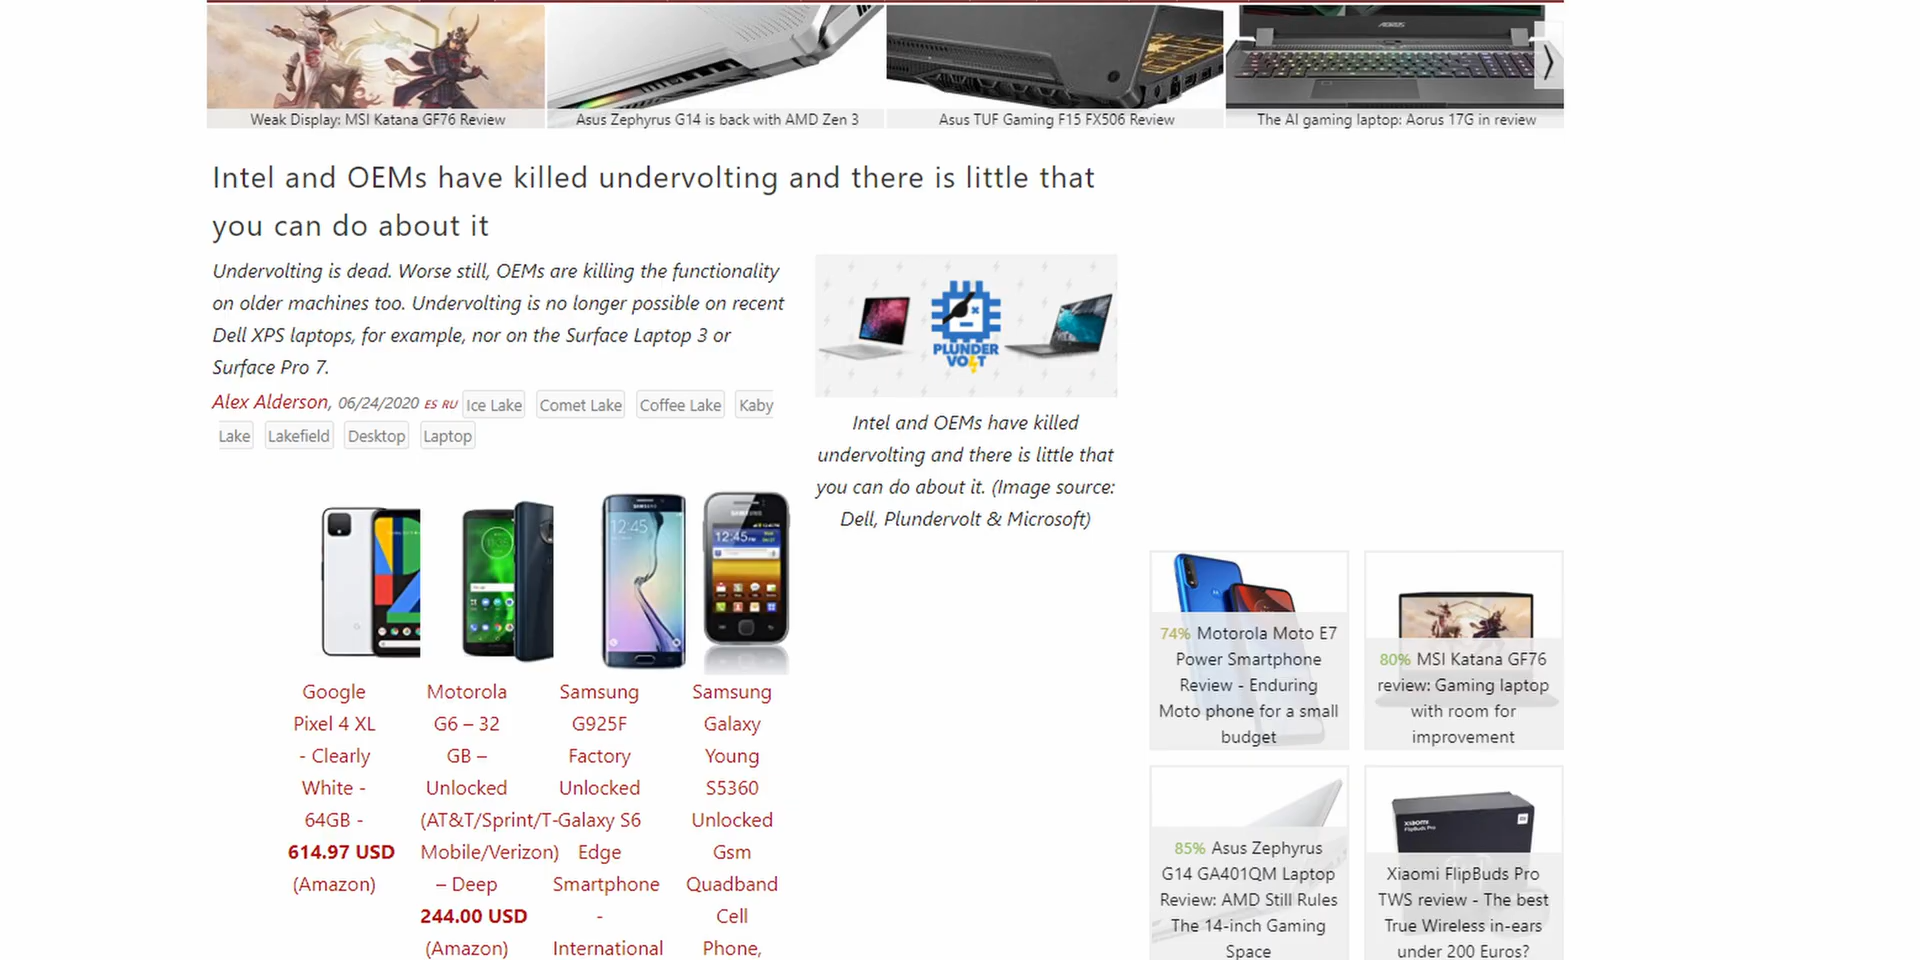 Weak Display: MSI Katana GF76 Review
Asus Zephyrus G14 is back with AMD Zen 3
Asus TUF Gaming F15 FX506 Review
AORUS
The AI gaming laptop: Aorus 17G in review
Intel and OEMs have killed undervolting and there is little that
you can do about it
Undervolting is dead. Worse still, OEMs are killing the functionality
on older machines too. Undervolting is no longer possible on recent
Dell XPS laptops, for example, nor on the Surface Laptop 3 or
Surface Pro 7.
Alex Alderson, 06/24/2020 ES RU Ice Lake Comet Lake Coffee Lake Kaby
Lake Lakefield Desktop Laptop
PLUNDER
VOLT
Intel and OEMs have killed
undervolting and there is little that
you can do about it. (Image source:
Dell, Plundervolt & Microsoft)
SAMSUNG
12:45
SAMSUNG
12:45
Google
Pixel 4 XL
- Clearly
White -
64GB -
614.97 USD
(Amazon)
Motorola
G6 – 32
GB –
Unlocked
(AT&T/Sprint/T-
Mobile/Verizon)
– Deep
244.00 USD
(Amazon)
Samsung
G925F
Factory
Unlocked
Galaxy S6
Edge
Smartphone
-
International
Samsung
Galaxy
Young
S5360
Unlocked
Gsm
Quadband
Cell
Phone,
74% Motorola Moto E7
Power Smartphone
Review - Enduring
Moto phone for a small
budget
80% MSI Katana GF76
review: Gaming laptop
with room for
improvement
85% Asus Zephyrus
G14 GA401QM Laptop
Review: AMD Still Rules
The 14-inch Gaming
Space
xiaomi
FlipBuds Pro
Xiaomi FlipBuds Pro
TWS review - The best
True Wireless in-ears
under 200 Euros?